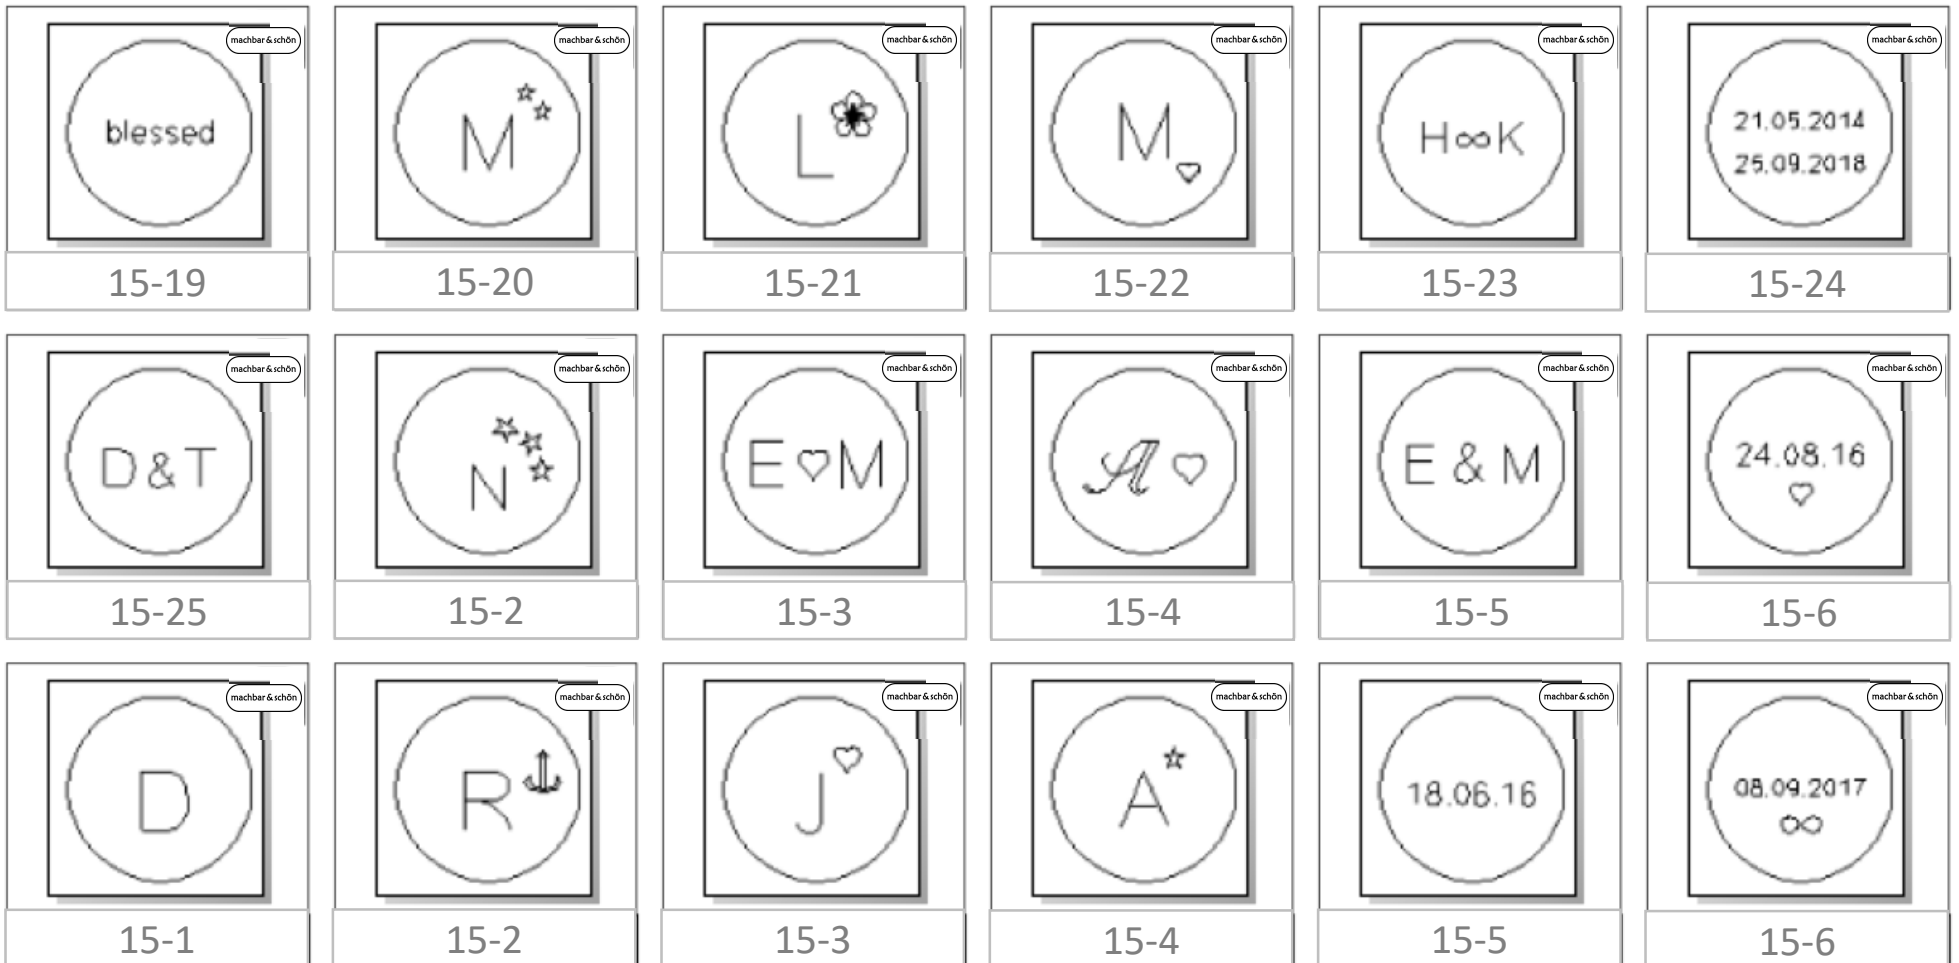 machbar & schön
blessed
15-19
machbar & schön
M
15-20
machbar & schön
L
15-21
machbar & schön
M
15-22
machbar & schön
H∞K
15-23
machbar & schön
21.05.2014
25.09.2018
15-24
machbar & schön
D & T
15-25
machbar & schön
N
15-2
machbar & schön
E♡M
15-3
machbar & schön
A ♡
15-4
machbar & schön
E & M
15-5
machbar & schön
24.08.16
♡
15-6
machbar & schön
D
15-1
machbar & schön
R
15-2
machbar & schön
J
15-3
machbar & schön
A
15-4
machbar & schön
18.06.16
15-5
machbar & schön
08.09.2017
∞
15-6